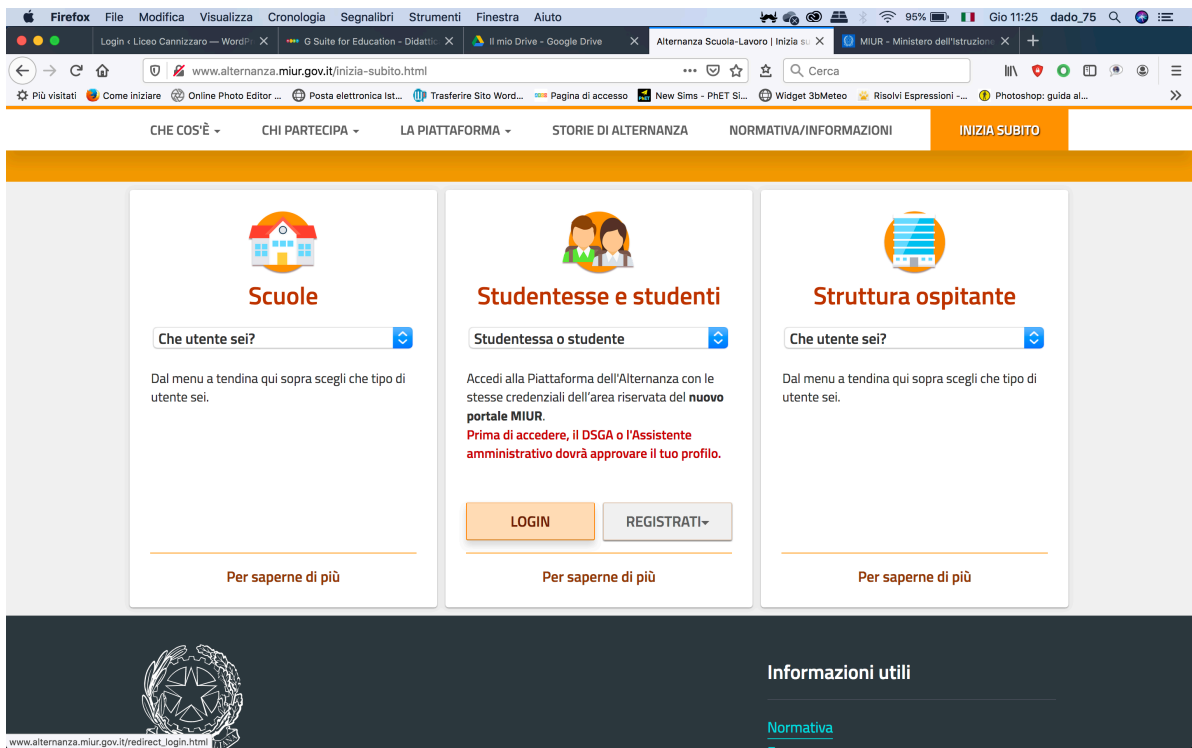 Firefox File Modifica Visualizza Cronologia Segnalibri Strumenti Finestra Aiuto 95% Gio 11:25 dado_75
Login ‹ Liceo Cannizzaro — WordP G Suite for Education - Didattic Il mio Drive - Google Drive Alternanza Scuola-Lavoro | Inizia su MIUR - Ministero dell'Istruzione
www.alternanza.miur.gov.it/inizia-subito.html Cerca
Più visitati Come iniziare Online Photo Editor ... Posta elettronica Ist... Trasferire Sito Word... Pagina di accesso New Sims - PhET Si... Widget 3bMeteo Risolvi Espressioni -... Photoshop: guida al...
CHE COS'È CHI PARTECIPA LA PIATTAFORMA STORIE DI ALTERNANZA NORMATIVA/INFORMAZIONI INIZIA SUBITO
Scuole
Che utente sei?
Dal menu a tendina qui sopra scegli che tipo di
utente sei.
Per saperne di più
Studentesse e studenti
Studentessa o studente
Accedi alla Piattaforma dell'Alternanza con le
stesse credenziali dell'area riservata del nuovo
portale MIUR.
Prima di accedere, il DSGA o l'Assistente
amministrativo dovrà approvare il tuo profilo.
LOGIN REGISTRATI
Per saperne di più
Struttura ospitante
Che utente sei?
Dal menu a tendina qui sopra scegli che tipo di
utente sei.
Per saperne di più
Informazioni utili
Normativa
www.alternanza.miur.gov.it/redirect_login.html